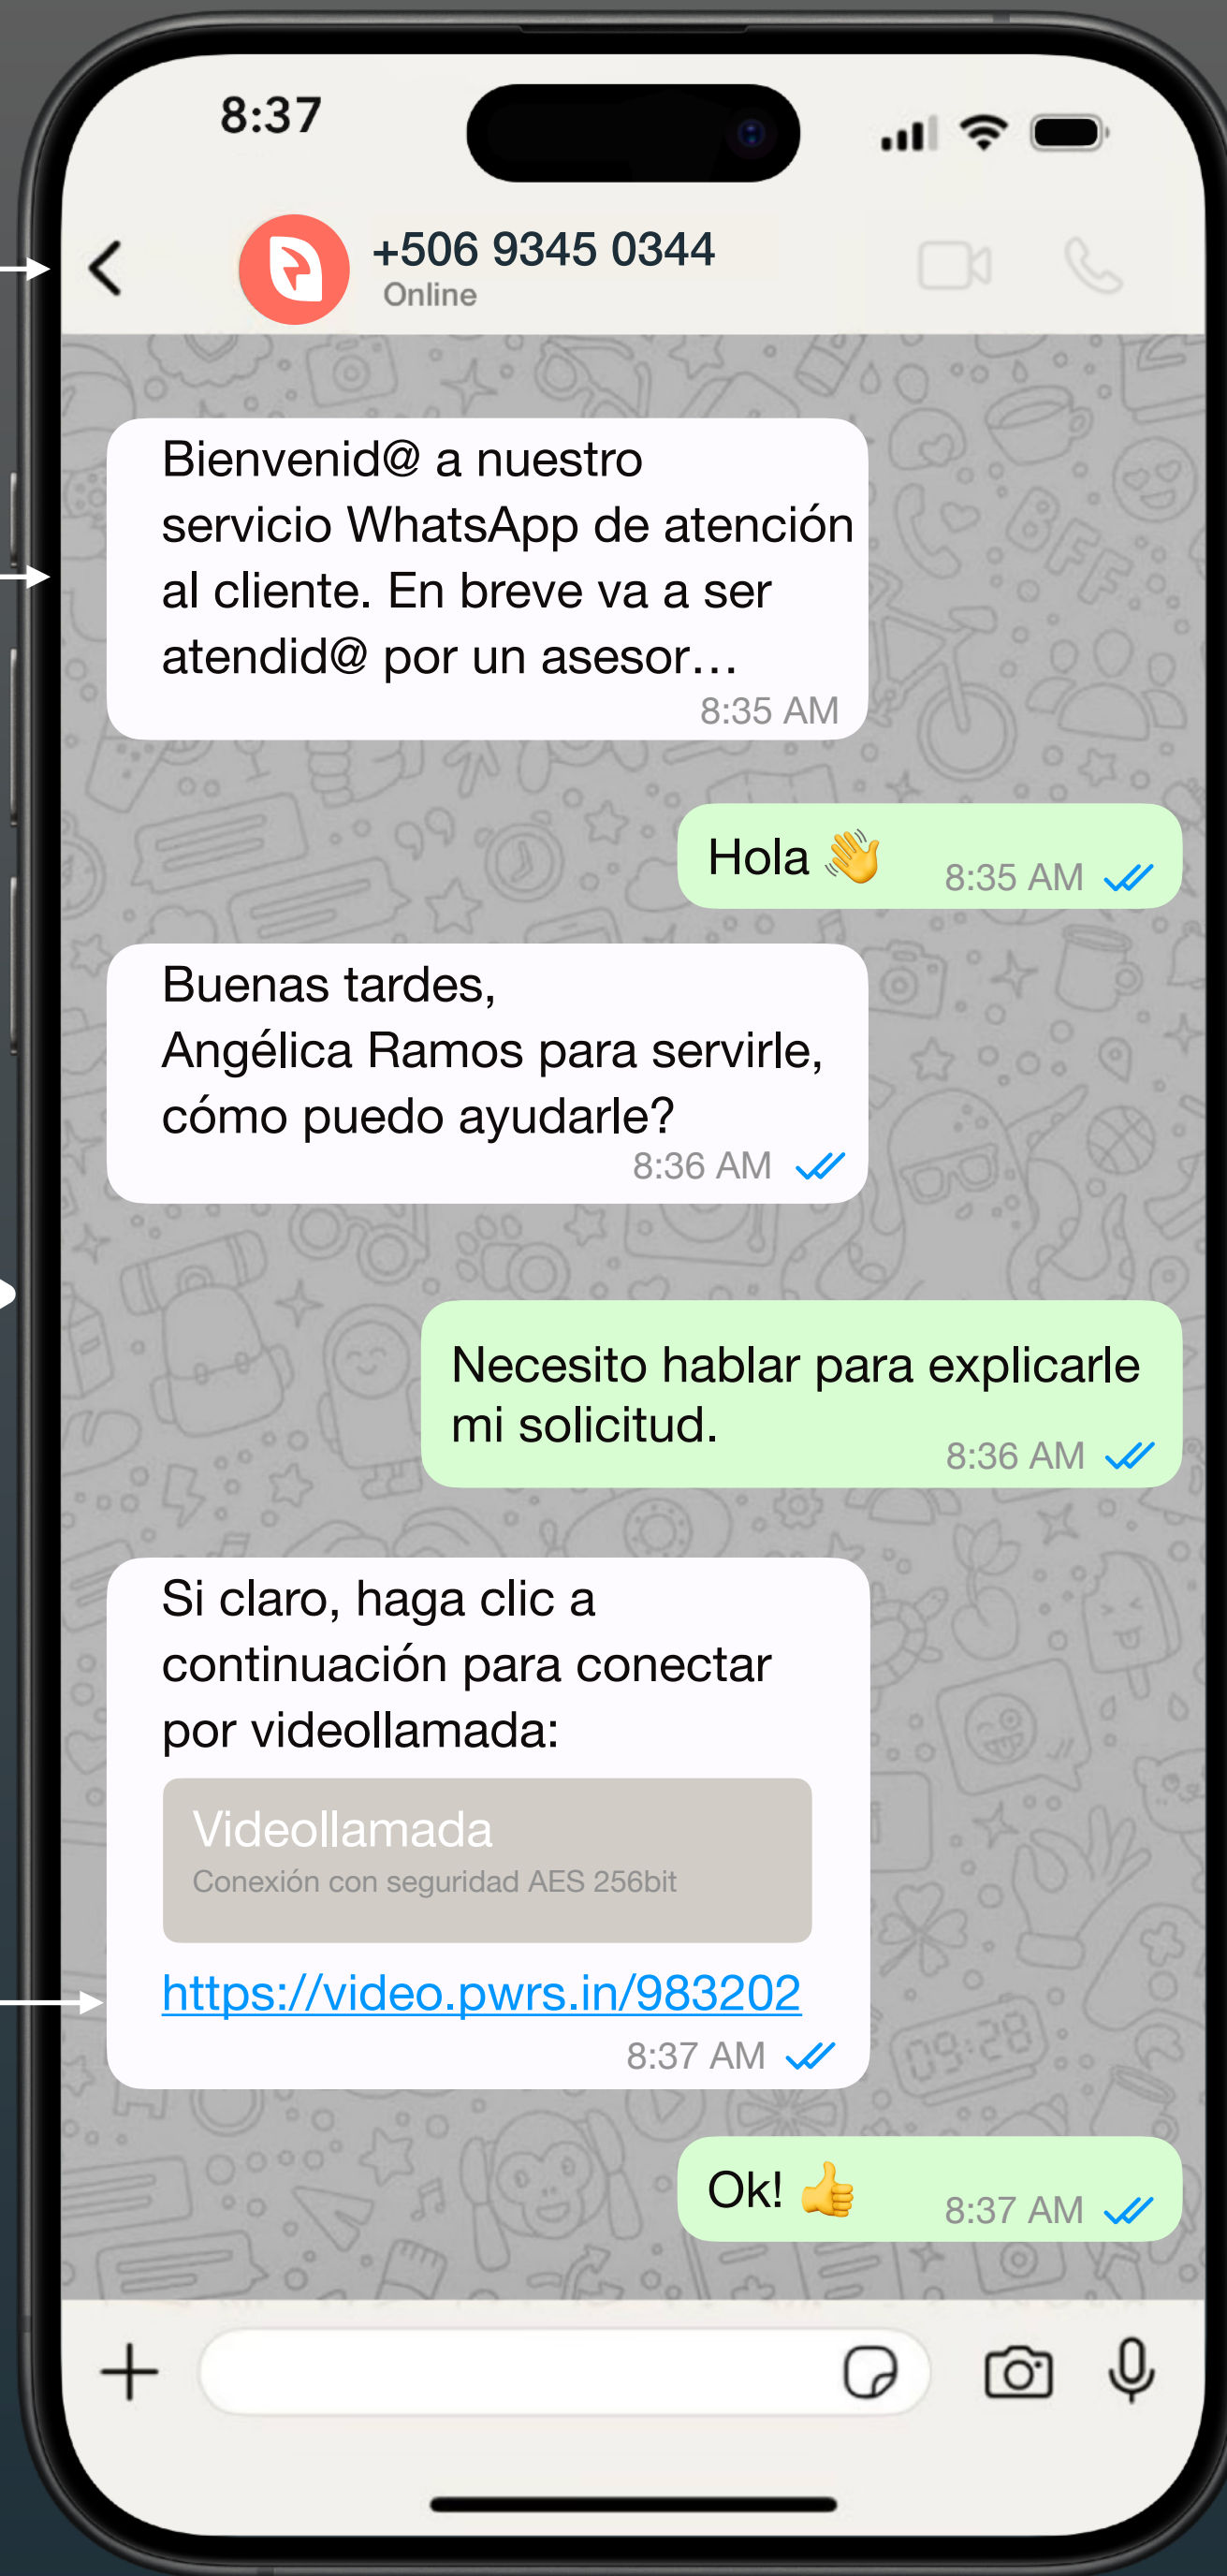 8:37
+506 9345 0344
Online
Bienvenid@ a nuestro
servicio WhatsApp de atención
al cliente. En breve va a ser
atendid@ por un asesor...
8:35 AM
Hola 👋
8:35 AM
Buenas tardes,
Angélica Ramos para servirle,
cómo puedo ayudarle?
8:36 AM
Necesito hablar para explicarle
mi solicitud.
8:36 AM
Si claro, haga clic a
continuación para conectar
por videollamada:
Videollamada
Conexión con seguridad AES 256bit
https://video.pwrs.in/983202
8:37 AM
Ok! 👍
8:37 AM